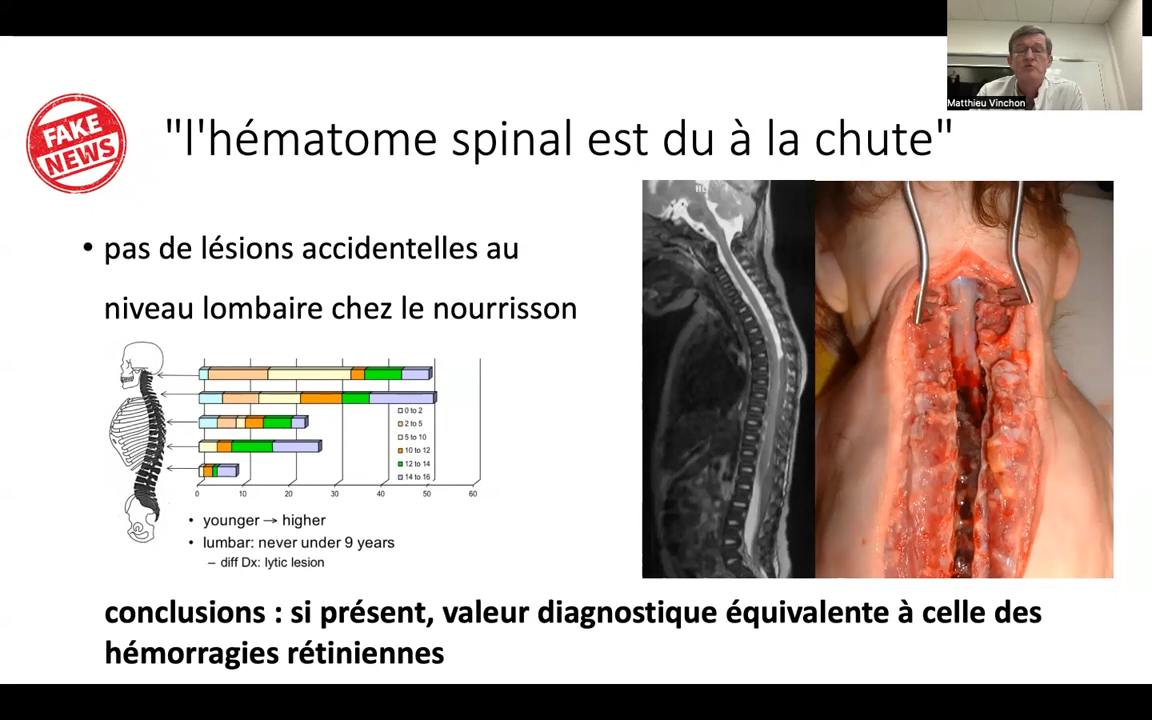 Matthieu Vinchon
FAKE
NEWS
"l'hématome spinal est du à la chute"
• pas de lésions accidentelles au
niveau lombaire chez le nourrisson
0 to 2
2 to 5
5 to 10
10 to 12
12 to 14
14 to 16
0 10 20 30 40 50 60
• younger → higher
• lumbar: never under 9 years
– diff Dx: lytic lesion
conclusions : si présent, valeur diagnostique équivalente à celle des
hémorragies rétiniennes